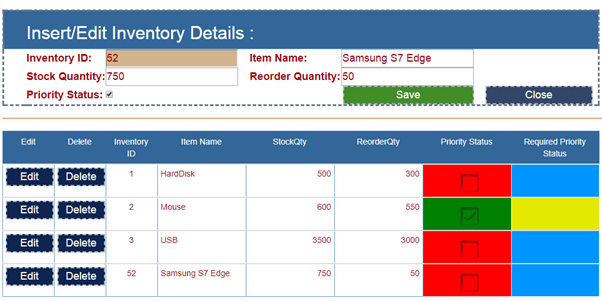 Insert/Edit Inventory Details :
Inventory ID: 52 Item Name: Samsung S7 Edge
Stock Quantity: 750 Reorder Quantity: 50
Priority Status: Save Close
Edit Delete Inventory ID Item Name StockQty ReorderQty Priority Status Required Priority Status
Edit Delete 1 HardDisk 500 300
Edit Delete 2 Mouse 600 550
Edit Delete 3 USB 3500 3000
Edit Delete 52 Samsung S7 Edge 750 50